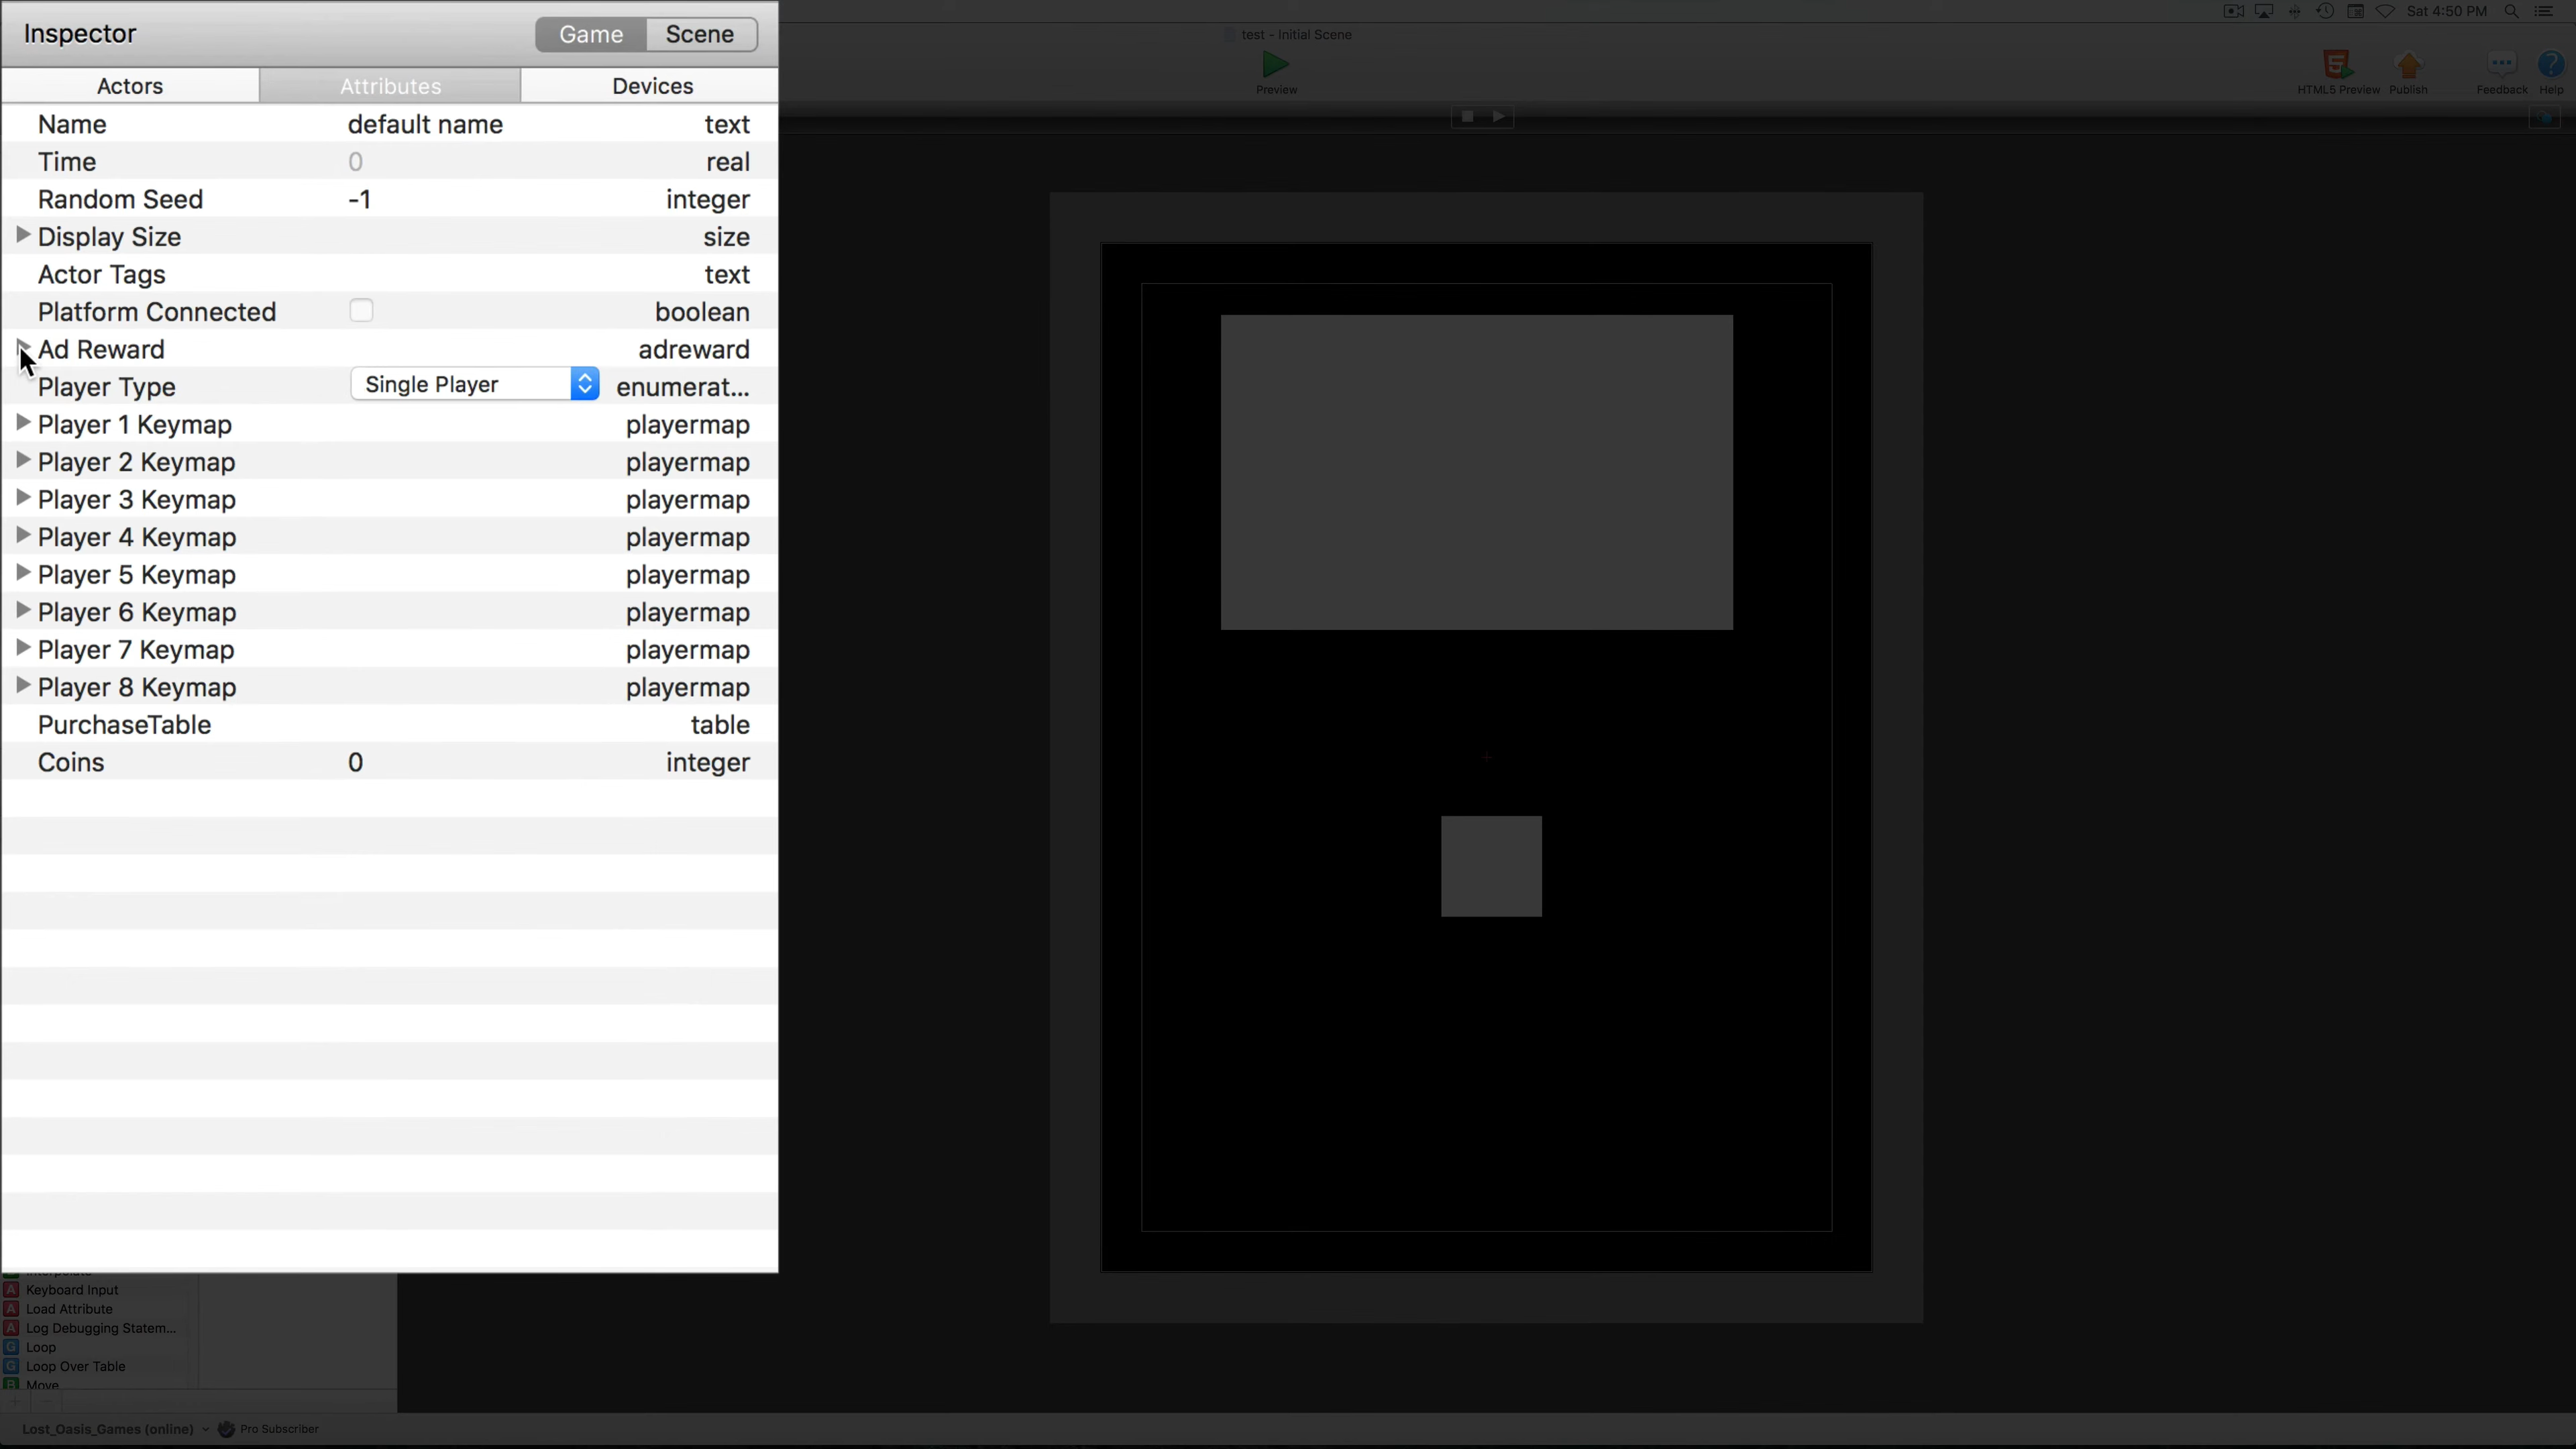 Inspector Game Scene
Sat 4:50 PM
test - Initial Scene
Preview
HTML5 Preview Publish Feedback Help
Actors Attributes Devices
Name default name text
Time 0 real
Random Seed -1 integer
Display Size size
Actor Tags text
Platform Connected boolean
Ad Reward adreward
Player Type Single Player enumerat...
Player 1 Keymap playermap
Player 2 Keymap playermap
Player 3 Keymap playermap
Player 4 Keymap playermap
Player 5 Keymap playermap
Player 6 Keymap playermap
Player 7 Keymap playermap
Player 8 Keymap playermap
PurchaseTable table
Coins 0 integer
A Keyboard Input
A Load Attribute
A Log Debugging Statem...
G Loop
G Loop Over Table
B Move
Lost_Oasis_Games (online) Pro Subscriber